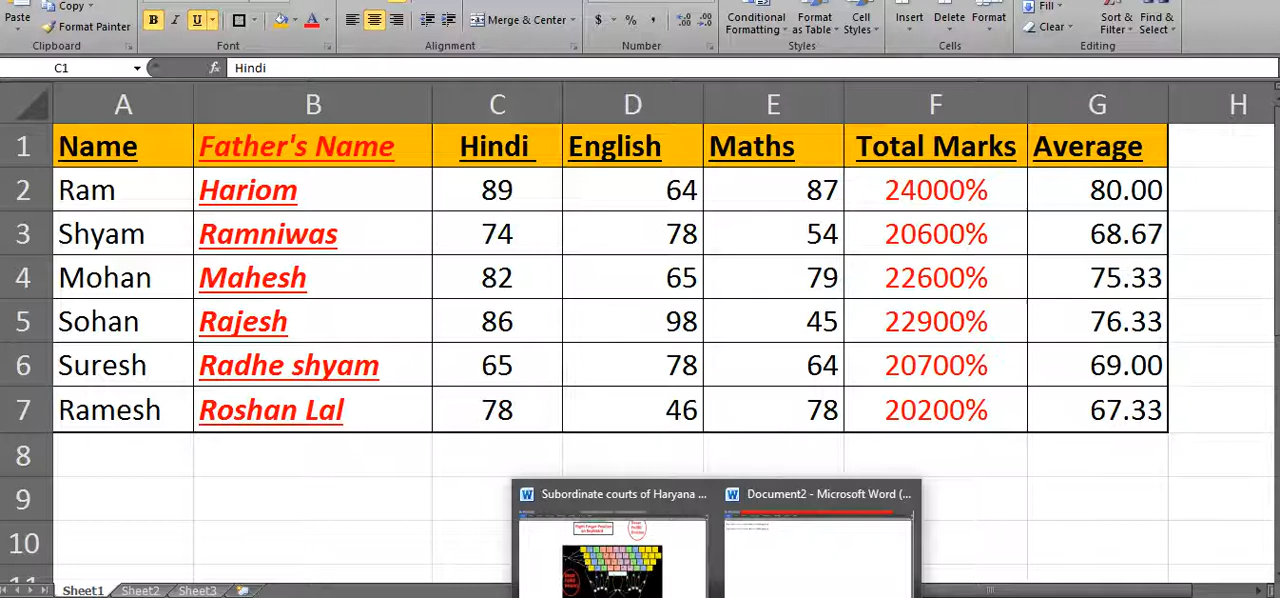 Paste Copy Fill
Format Painter
B I U A Merge & Center $ % , Conditional Format Cell Insert Delete Format Sort & Find &
Formatting as Table Styles Clear Filter Select
Clipboard Font Alignment Number Styles Cells Editing
C1 fx Hindi
A B C D E F G H
1 Name Father's Name Hindi English Maths Total Marks Average
2 Ram Hariom 89 64 87 24000% 80.00
3 Shyam Ramniwas 74 78 54 20600% 68.67
4 Mohan Mahesh 82 65 79 22600% 75.33
5 Sohan Rajesh 86 98 45 22900% 76.33
6 Suresh Radhe shyam 65 78 64 20700% 69.00
7 Ramesh Roshan Lal 78 46 78 20200% 67.33
8
9
10
Subordinate courts of Haryana ... Document2 - Microsoft Word (...
Sheet1 Sheet2 Sheet3